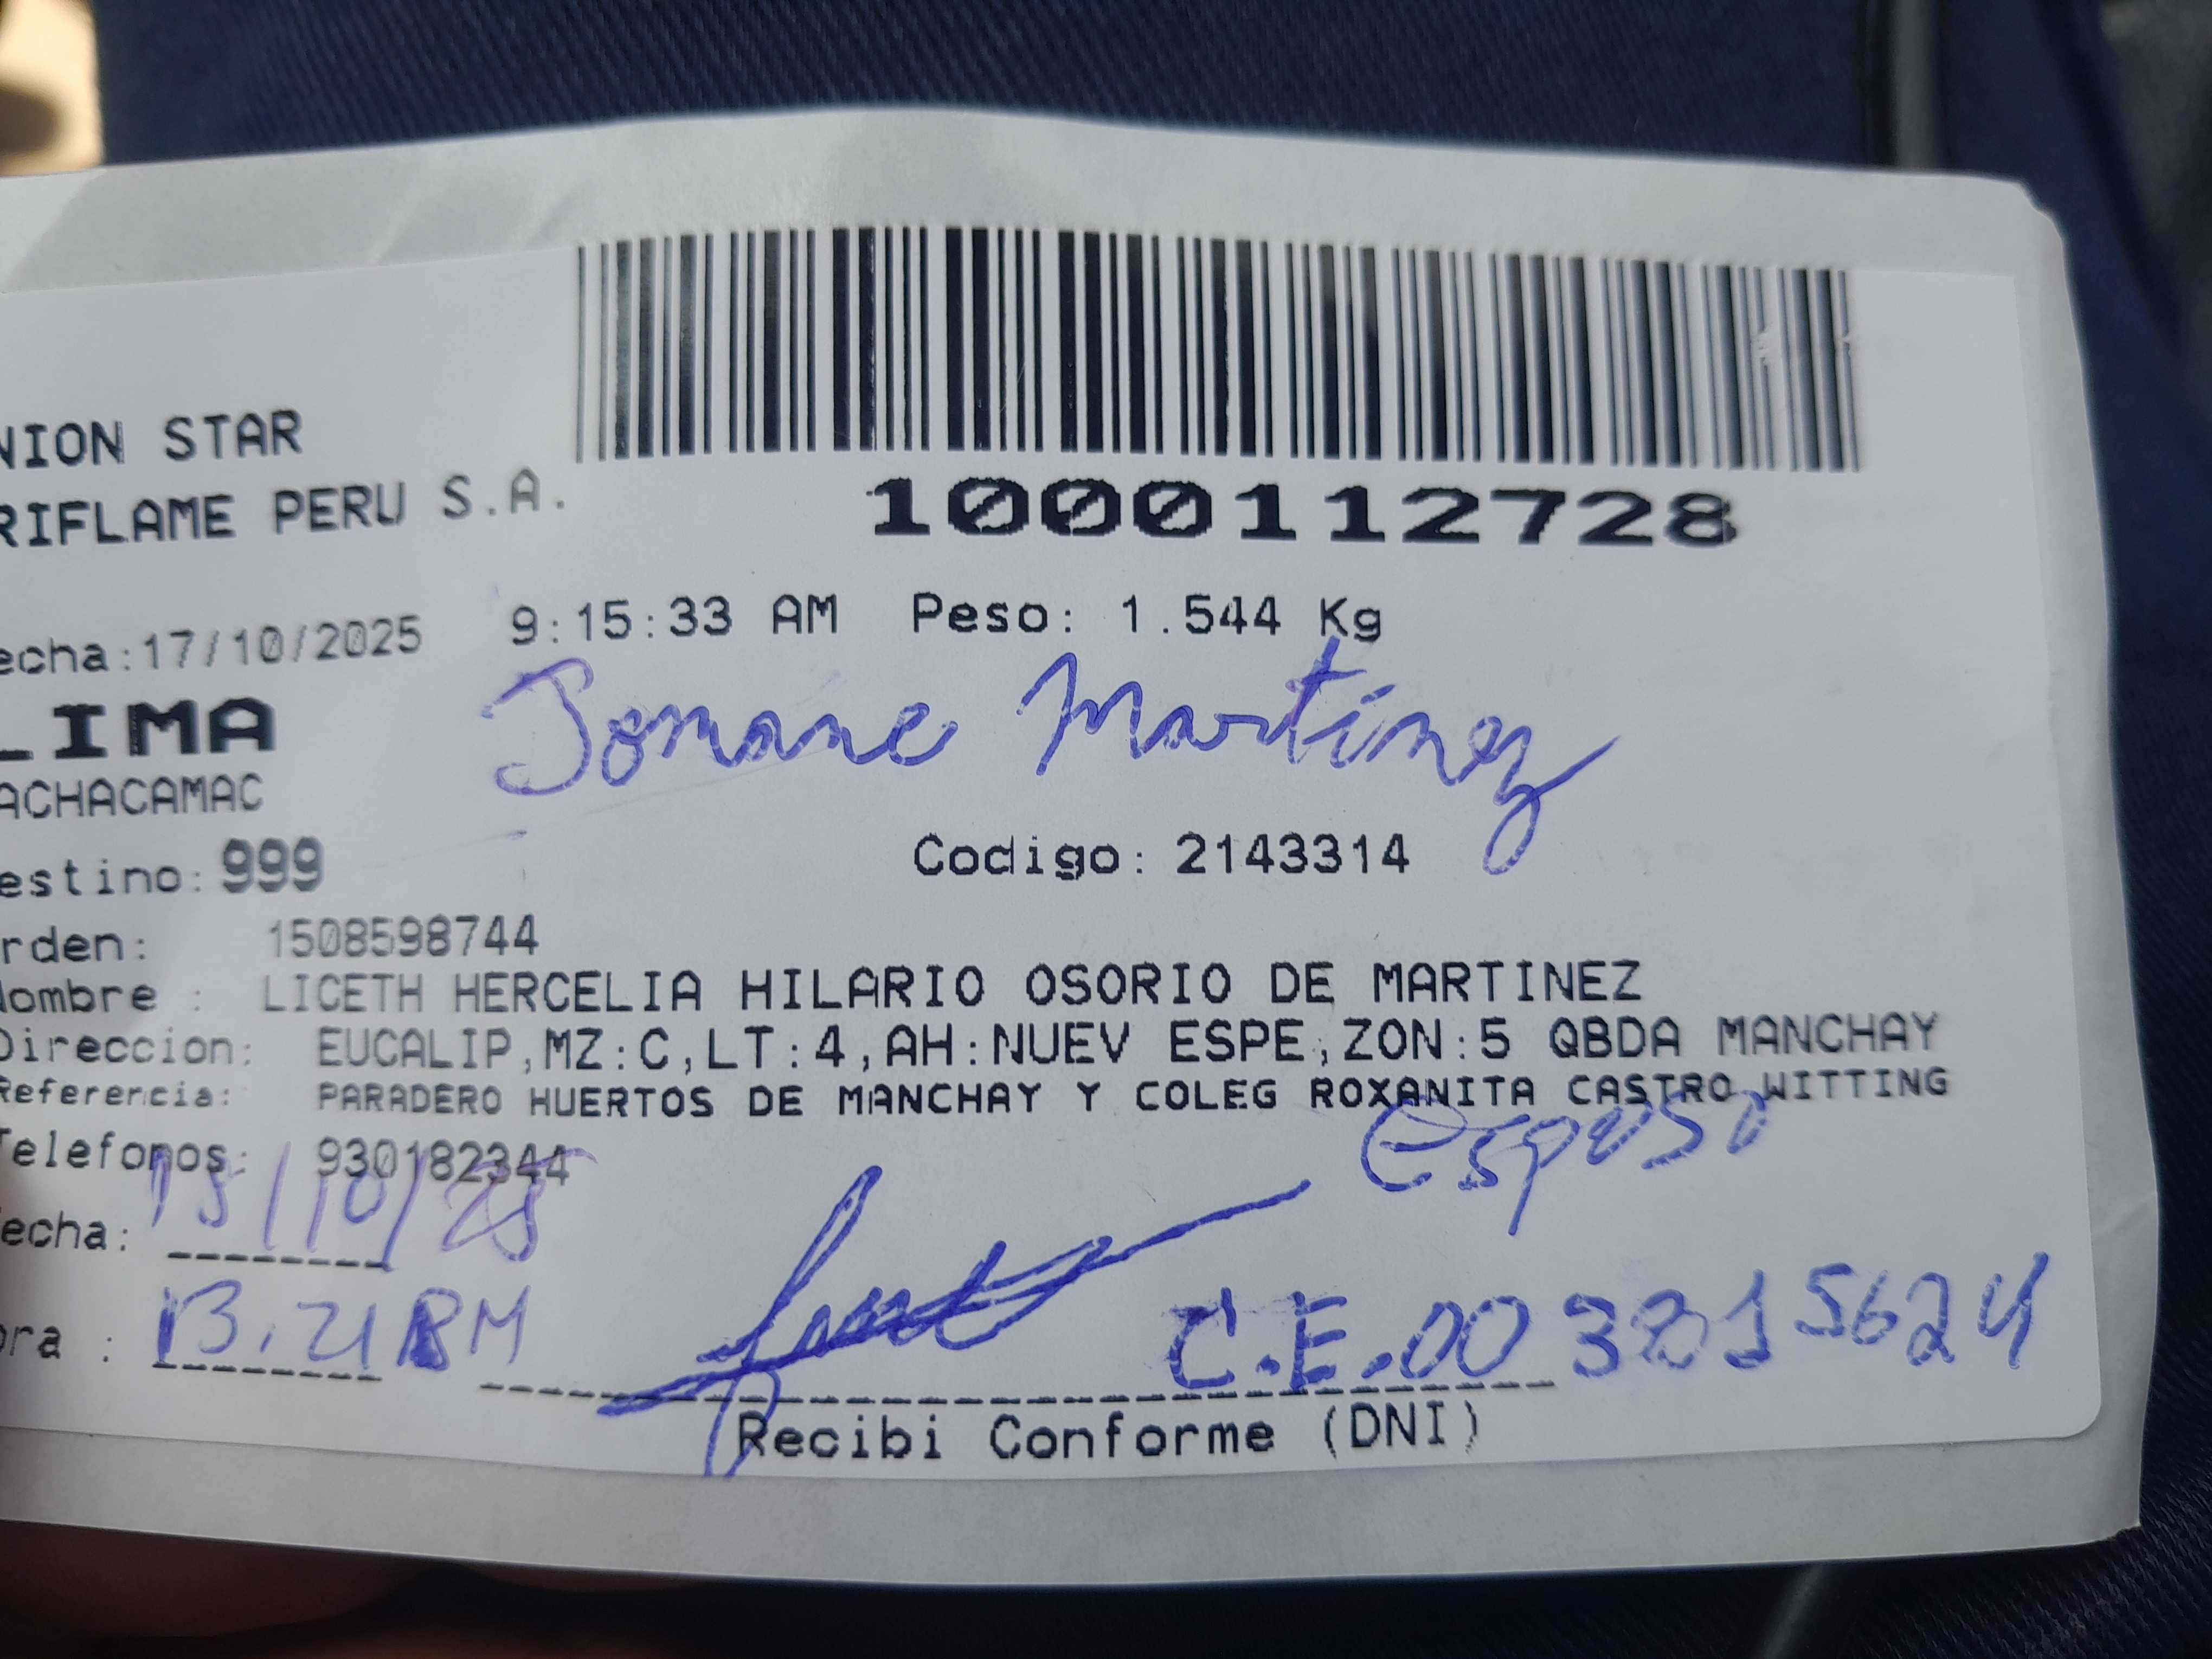 NION STAR
RIFLAME PERU S.A.
1000112728
echa:17/10/2025 9:15:33 AM Peso: 1.544 Kg
LIMA
Martinez
ACHACAMAC
Codigo: 2143314
estino: 999
rden: 1508598744
Nombre : LICETH HERCELIA HILARIO OSORIO DE MARTINEZ
Direccion: EUCALIP,MZ:C,LT:4,AH:NUEV ESPE,ZON:5 QBDA MANCHAY
Referencia: PARADERO HUERTOS DE MANCHAY Y COLEG ROXANITA CASTRO WITTING
esposo
Telefonos: 930182344
echa:
ora :
C.E.
Recibi Conforme (DNI)